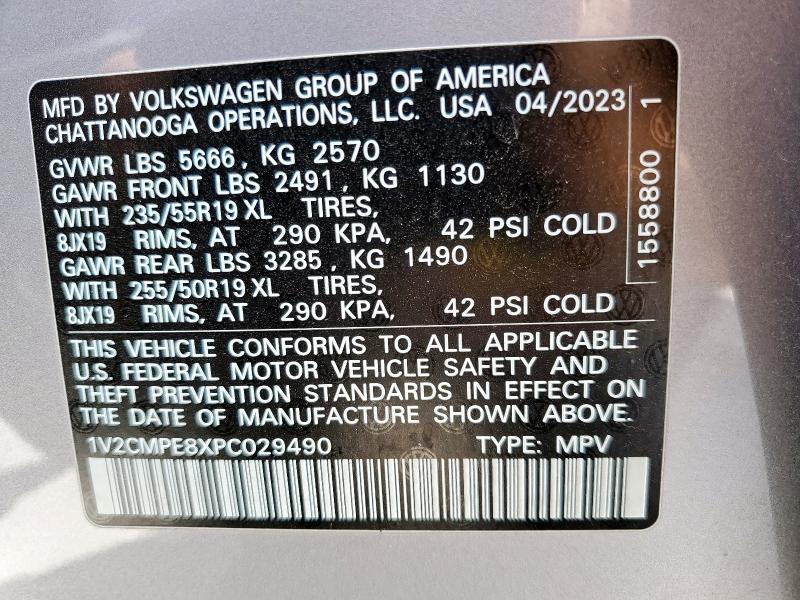 MFD BY VOLKSWAGEN GROUP OF AMERICA
CHATTANOOGA OPERATIONS, LLC. USA 04/2023
GVWR LBS 5666, KG 2570
GAWR FRONT LBS 2491, KG 1130
WITH 235/55R19 XL TIRES,
8JX19 RIMS, AT 290 KPA, 42 PSI COLD
GAWR REAR LBS 3285, KG 1490
WITH 255/50R19 XL TIRES,
8JX19 RIMS, AT 290 KPA, 42 PSI COLD
1558800 1
THIS VEHICLE CONFORMS TO ALL APPLICABLE
U.S. FEDERAL MOTOR VEHICLE SAFETY AND
THEFT PREVENTION STANDARDS IN EFFECT ON
THE DATE OF MANUFACTURE SHOWN ABOVE.
1V2CMPE8XPC029490 TYPE: MPV